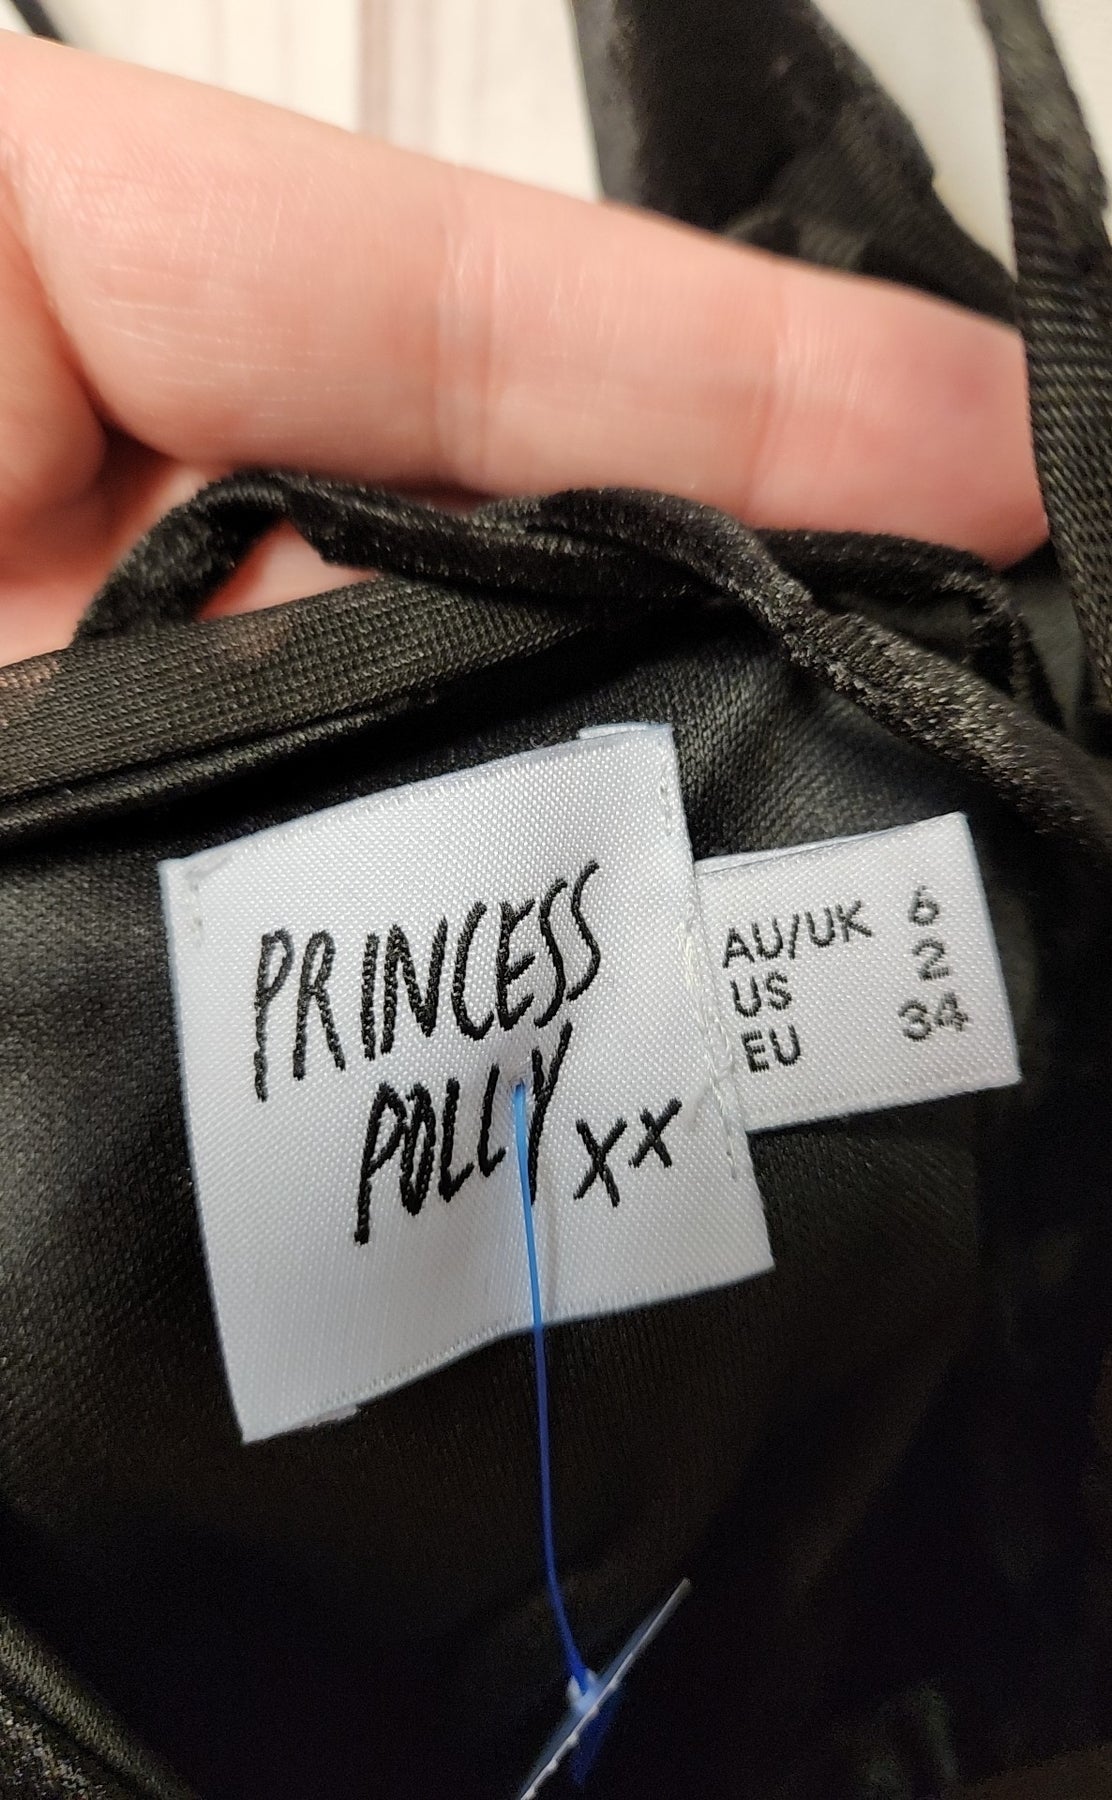 PRINCESS
POLLY xx
AU/UK 6
US 2
EU 34